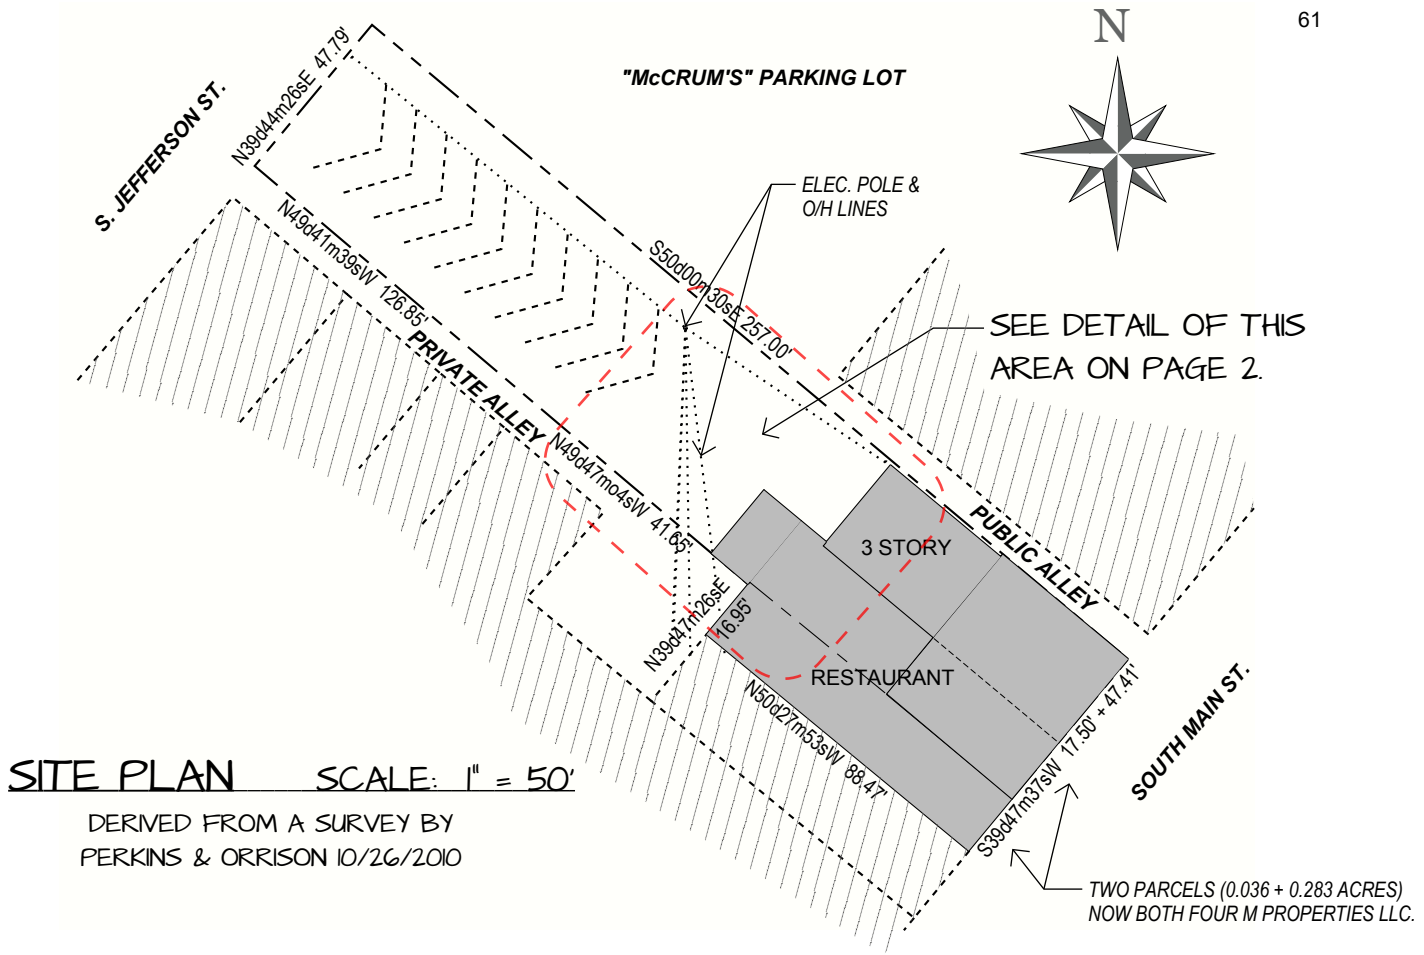 61
N
"McCRUM'S" PARKING LOT
N39d44m26sE 47.79'
S. JEFFERSON ST.
ELEC. POLE &
O/H LINES
N49d41m39sW 126.85'
S50d00m30sE 257.00'
SEE DETAIL OF THIS
AREA ON PAGE 2.
PRIVATE ALLEY
N49d47mo4sW 41.65'
PUBLIC ALLEY
3 STORY
N39d47m26sE
16.95'
RESTAURANT
N50d27m53sW 88.47'
S39d47m37sW 17.50' + 47.41'
SOUTH MAIN ST.
SITE PLAN SCALE: 1" = 50'
DERIVED FROM A SURVEY BY
PERKINS & ORRISON 10/26/2010
TWO PARCELS (0.036 + 0.283 ACRES)
NOW BOTH FOUR M PROPERTIES LLC.